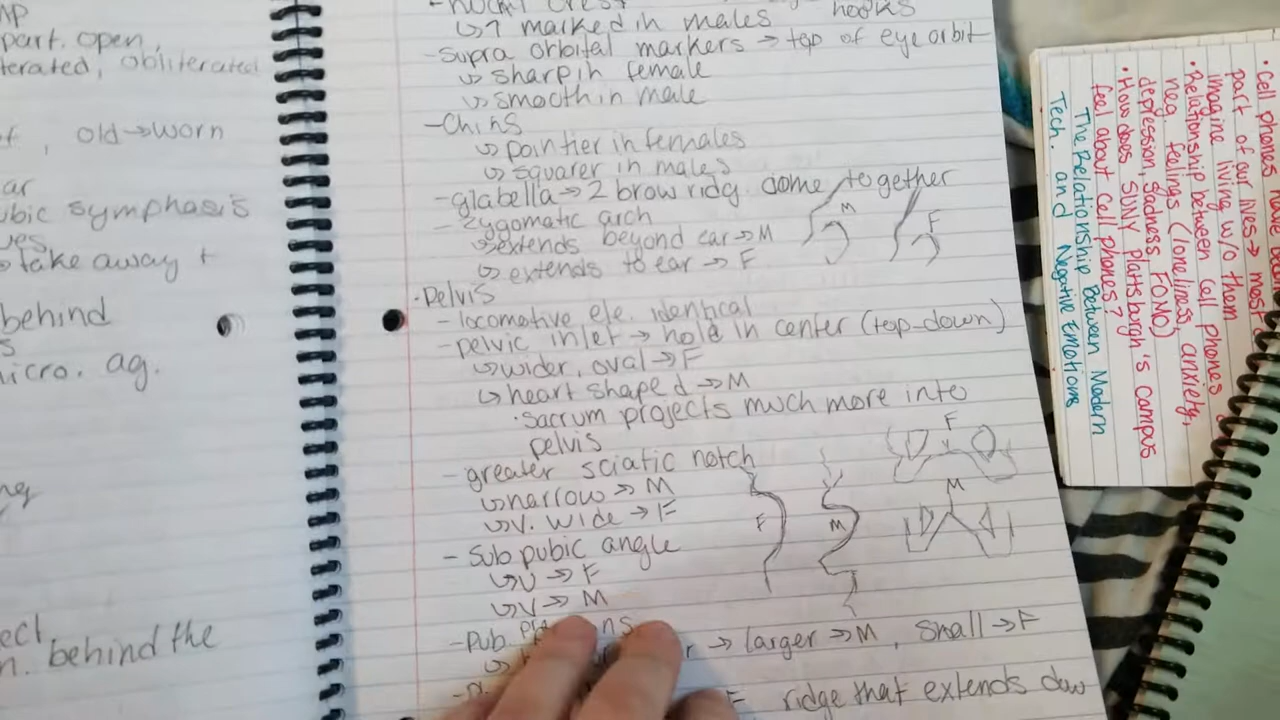 part. open,
obliterated
old → worn
ubic symphasis
take away t
behind
nicro. ag.
n. behind the
↳ ↑ marked in males
hooks
- Supra orbital markers → top of eye orbit
↳ sharp in female
↳ smooth in male
- Chins
↳ pointier in females
↳ squarer in males
- glabella → 2 brow ridg. come together
- zygomatic arch
↳ extends beyond ear → M
↳ extends to ear → F
M
F
· Pelvis
- locomotive ele. identical
- pelvic inlet → hold in center (top-down)
↳ wider, oval → F
↳ heart shaped → M
· sacrum projects much more into
pelvis
- greater sciatic notch
↳ narrow → M
↳ v. wide → F
F
M
F
M
- Sub pubic angle
↳ U → F
↳ V → M
- Pub.
→ larger → M, small → F
F ridge that extends dow
· Cell phones have
part of our lives → most
imagine living w/o them
· Relationship between cell phones
neg feelings (loneliness, anxiety,
depression, sadness, FOMO)
· How does SUNY plattsburgh's campus
feel about cell phones?
The Relationship Between Modern
Tech. and Negative Emotions